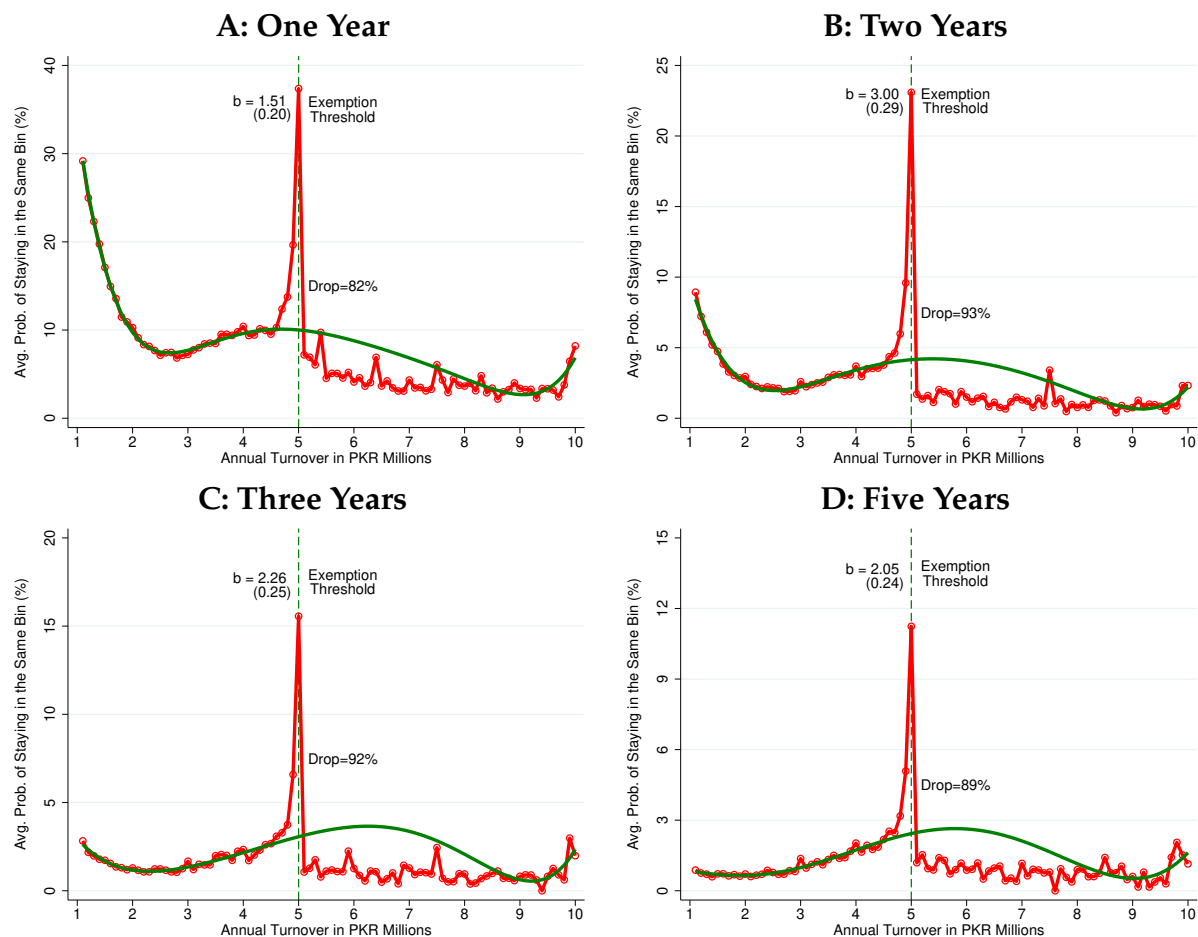 A: One Year
Avg. Prob. of Staying in the Same Bin (%)
40
30
20
10
0
b = 1.51
(0.20)
Exemption
Threshold
Drop=82%
1 2 3 4 5 6 7 8 9 10
Annual Turnover in PKR Millions
B: Two Years
Avg. Prob. of Staying in the Same Bin (%)
25
20
15
10
5
0
b = 3.00
(0.29)
Exemption
Threshold
Drop=93%
1 2 3 4 5 6 7 8 9 10
Annual Turnover in PKR Millions
C: Three Years
Avg. Prob. of Staying in the Same Bin (%)
20
15
10
5
0
b = 2.26
(0.25)
Exemption
Threshold
Drop=92%
1 2 3 4 5 6 7 8 9 10
Annual Turnover in PKR Millions
D: Five Years
Avg. Prob. of Staying in the Same Bin (%)
15
12
9
6
3
0
b = 2.05
(0.24)
Exemption
Threshold
Drop=89%
1 2 3 4 5 6 7 8 9 10
Annual Turnover in PKR Millions